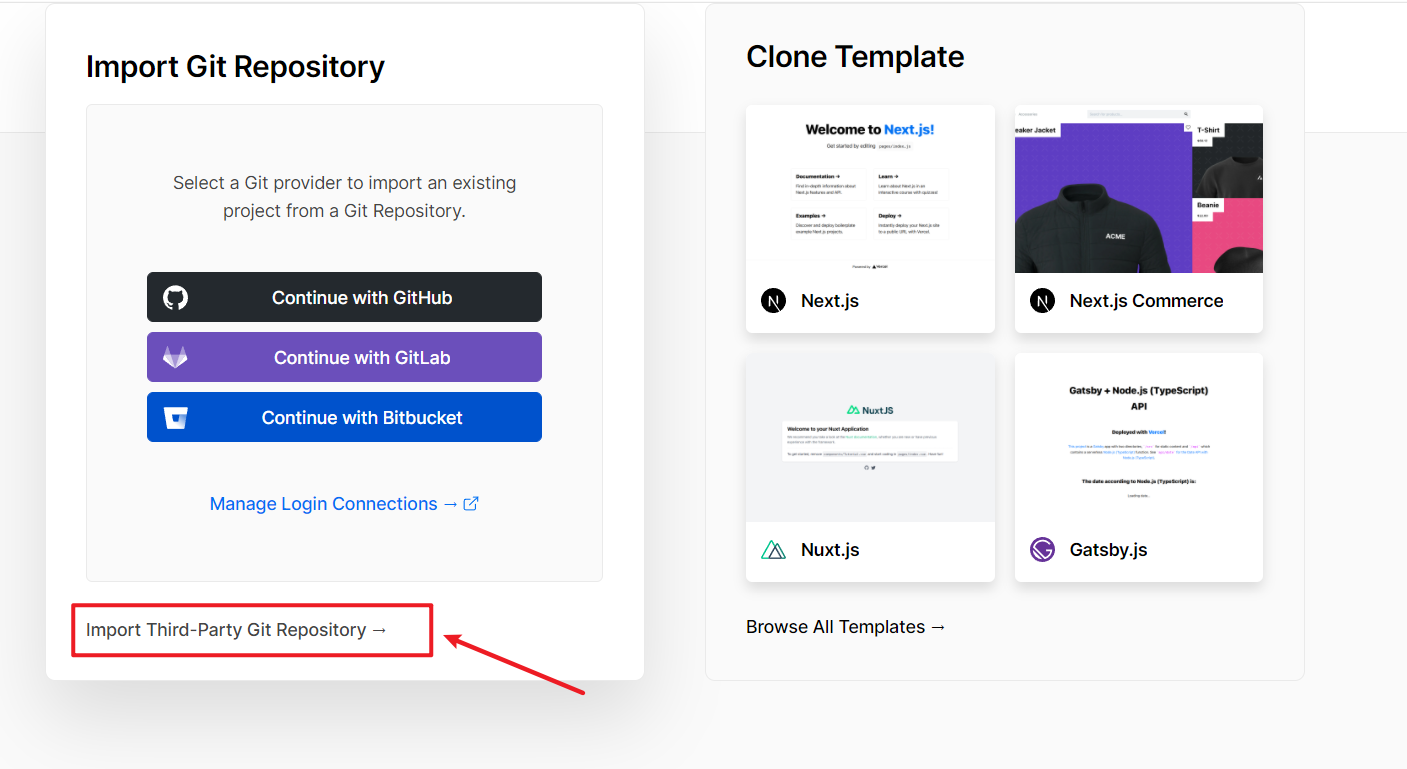 Import Git Repository
Select a Git provider to import an existing
project from a Git Repository.
Continue with GitHub
Continue with GitLab
Continue with Bitbucket
Manage Login Connections →
Import Third-Party Git Repository →
Clone Template
Welcome to Next.js!
Get started by editing pages/index.js
Documentation →
Find in-depth information about
Next.js features and API.
Learn →
Learn about Next.js in an
interactive course with quizzes!
Examples →
Discover and deploy boilerplate
example Next.js projects.
Deploy →
Instantly deploy your Next.js site
to a public URL with Vercel.
Powered by
Next.js
eaker Jacket
T-Shirt
Beanie
ACME
Next.js Commerce
NuxtJS
Welcome to your Nuxt Application
Nuxt.js
Gatsby + Node.js (TypeScript)
API
Deployed with Vercel!
The date according to Node.js (TypeScript) is:
Loading date...
Gatsby.js
Browse All Templates →